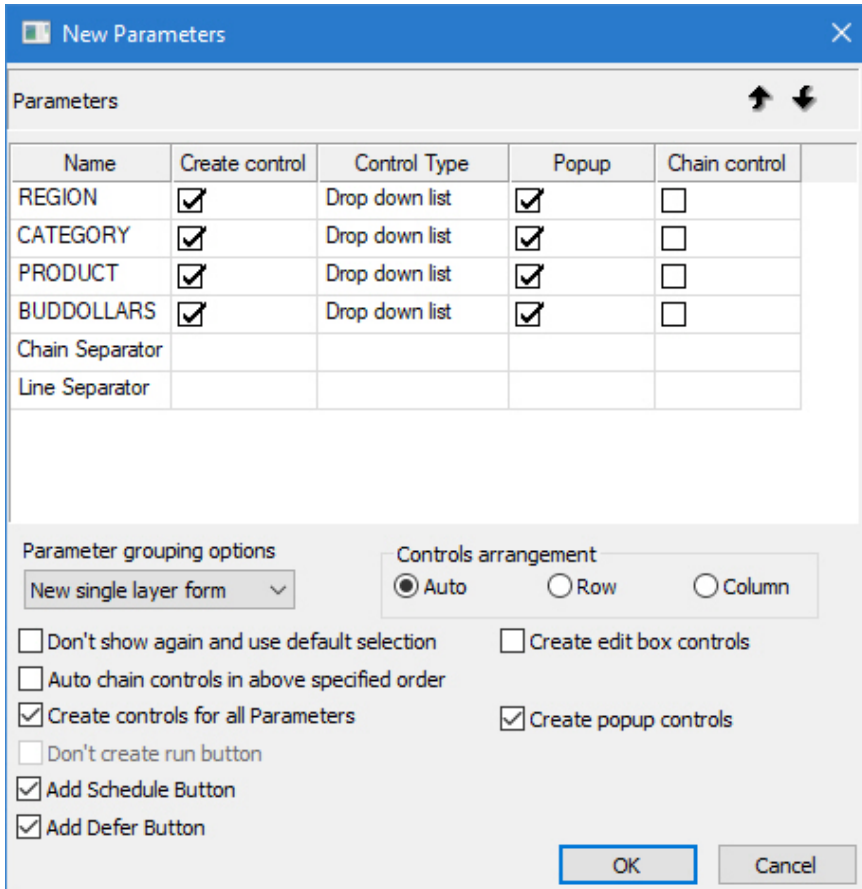 New Parameters
Parameters
Name Create control Control Type Popup Chain control
REGION Drop down list
CATEGORY Drop down list
PRODUCT Drop down list
BUDDOLLARS Drop down list
Chain Separator
Line Separator
Parameter grouping options
Controls arrangement
New single layer form
Auto Row Column
Don't show again and use default selection
Create edit box controls
Auto chain controls in above specified order
Create controls for all Parameters
Create popup controls
Don't create run button
Add Schedule Button
Add Defer Button
OK Cancel